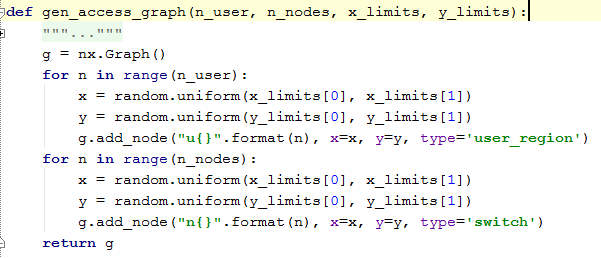 def gen_access_graph(n_user, n_nodes, x_limits, y_limits):
    """..."""
    g = nx.Graph()
    for n in range(n_user):
        x = random.uniform(x_limits[0], x_limits[1])
        y = random.uniform(y_limits[0], y_limits[1])
        g.add_node("u{}".format(n), x=x, y=y, type='user_region')
    for n in range(n_nodes):
        x = random.uniform(x_limits[0], x_limits[1])
        y = random.uniform(y_limits[0], y_limits[1])
        g.add_node("n{}".format(n), x=x, y=y, type='switch')
    return g